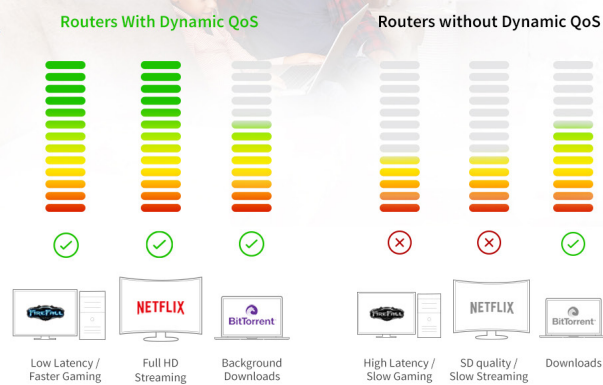 Routers With Dynamic QoS
Routers without Dynamic QoS
FIREFALL
NETFLIX
BitTorrent
FIREFALL
NETFLIX
BitTorrent
Low Latency /
Faster Gaming
Full HD
Streaming
Background
Downloads
High Latency /
Slow Gaming
SD quality /
Slow Streaming
Downloads